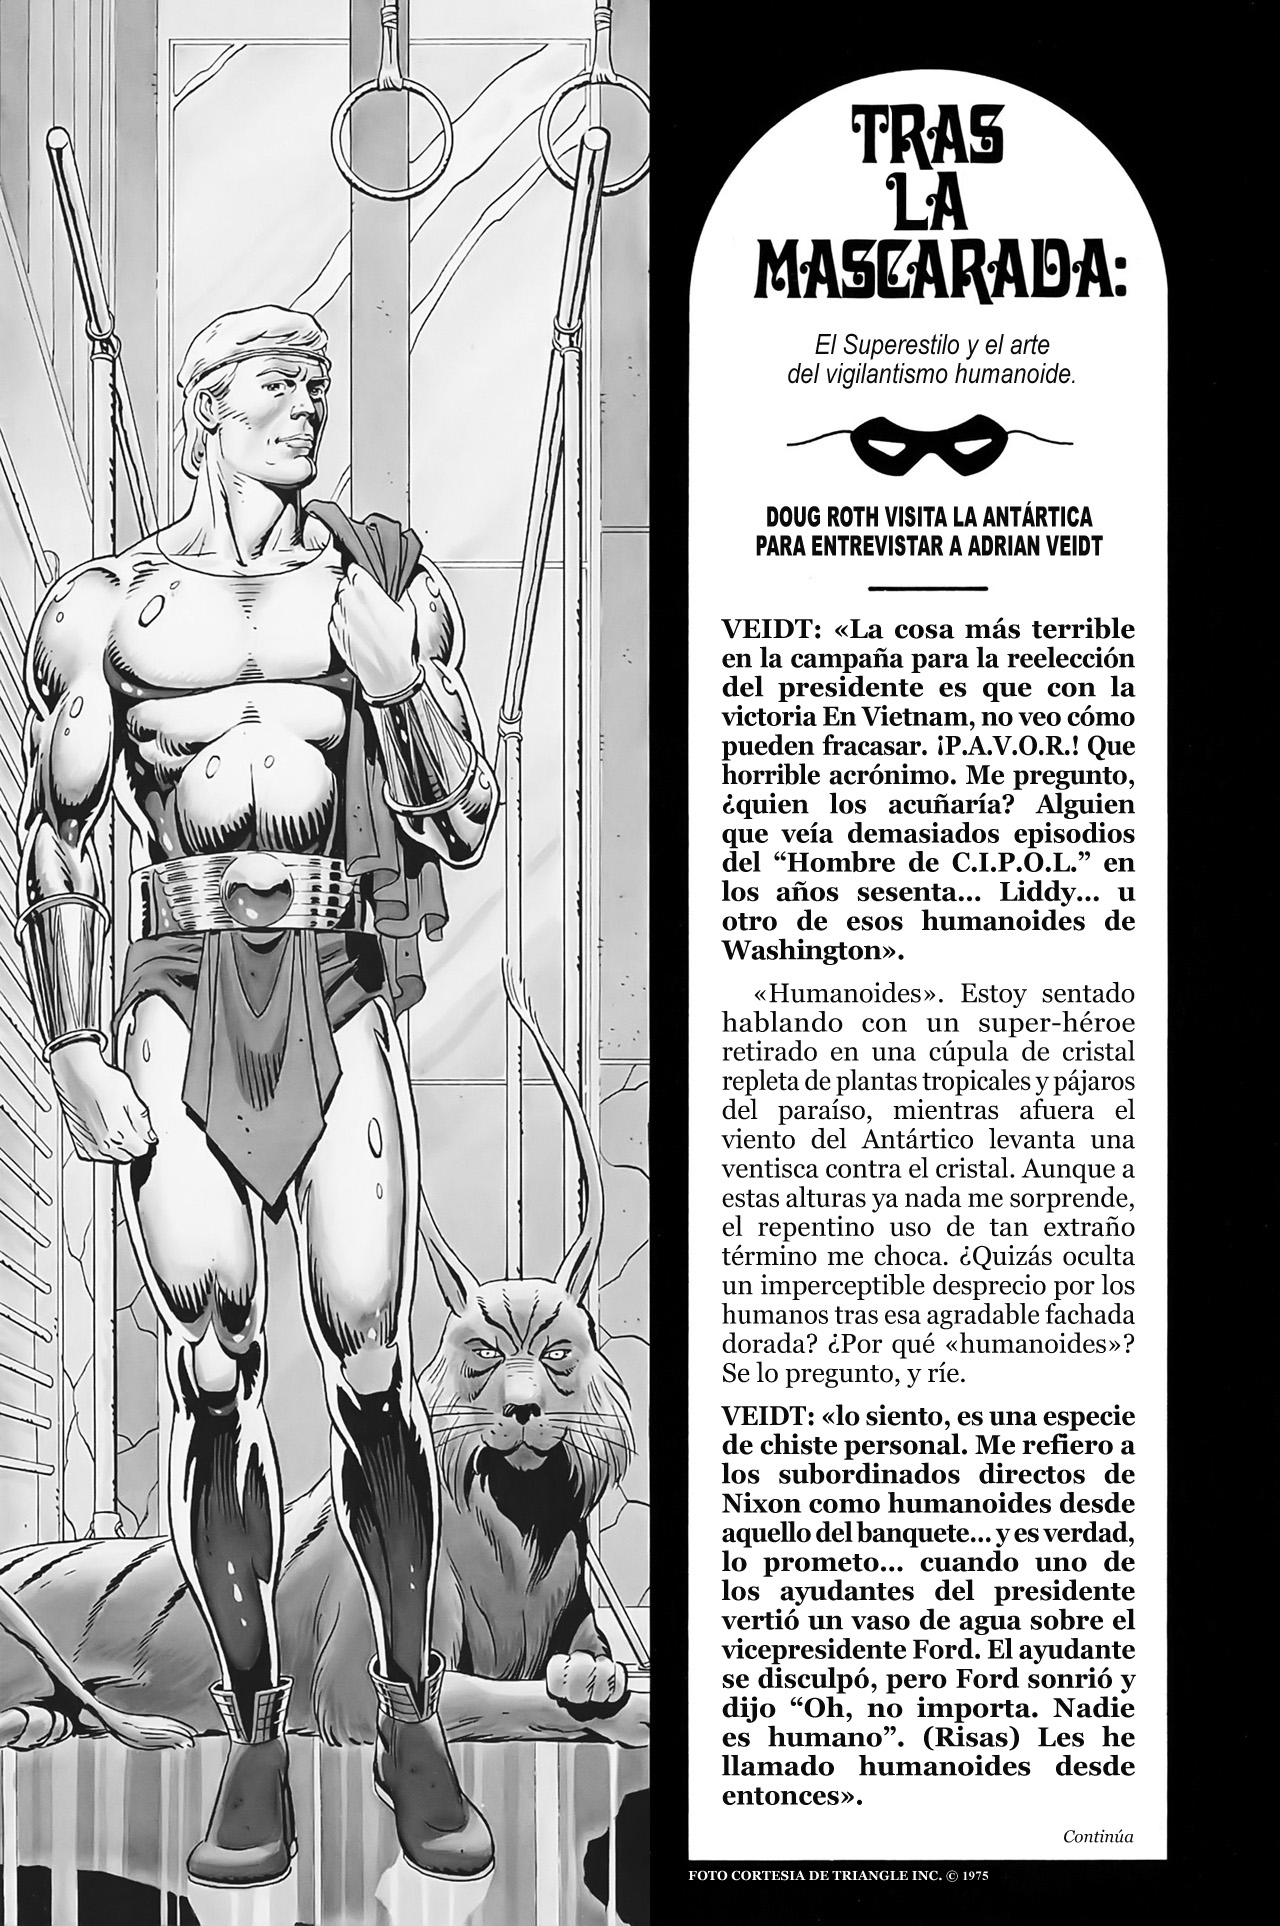 TRAS
LA
MASCARADA:
El Superestilo y el arte
del vigilantismo humanoide.
DOUG ROTH VISITA LA ANTÁRTICA
PARA ENTREVISTAR A ADRIAN VEIDT
VEIDT: «La cosa más terrible
en la campaña para la reelección
del presidente es que con la
victoria En Vietnam, no veo cómo
pueden fracasar. ¡P.A.V.O.R.! Que
horrible acrónimo. Me pregunto,
¿quien los acuñaría? Alguien
que veía demasiados episodios
del “Hombre de C.I.P.O.L.” en
los años sesenta... Liddy... u
otro de esos humanoides de
Washington».
«Humanoides». Estoy sentado
hablando con un super-héroe
retirado en una cúpula de cristal
repleta de plantas tropicales y pájaros
del paraíso, mientras afuera el
viento del Antártico levanta una
ventisca contra el cristal. Aunque a
estas alturas ya nada me sorprende,
el repentino uso de tan extraño
término me choca. ¿Quizás oculta
un imperceptible desprecio por los
humanos tras esa agradable fachada
dorada? ¿Por qué «humanoides»?
Se lo pregunto, y ríe.
VEIDT: «lo siento, es una especie
de chiste personal. Me refiero a
los subordinados directos de
Nixon como humanoides desde
aquello del banquete... y es verdad,
lo prometo... cuando uno de
los ayudantes del presidente
vertió un vaso de agua sobre el
vicepresidente Ford. El ayudante
se disculpó, pero Ford sonrió y
dijo “Oh, no importa. Nadie
es humano”. (Risas) Les he
llamado humanoides desde
entonces».
Continúa
FOTO CORTESIA DE TRIANGLE INC. © 1975